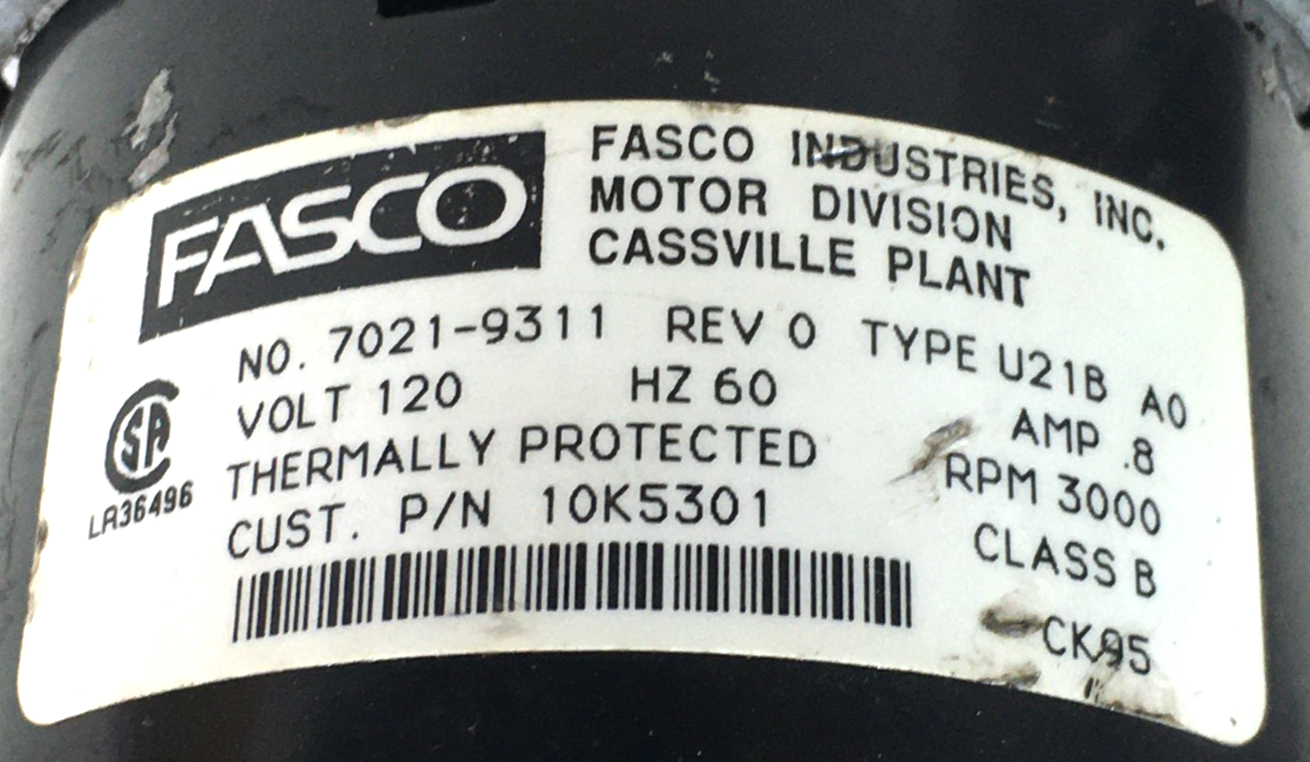 FASCO
FASCO INDUSTRIES, INC.
MOTOR DIVISION
CASSVILLE PLANT
NO. 7021-9311 REV 0 TYPE U21B A0
VOLT 120 HZ 60 AMP .8
THERMALLY PROTECTED RPM 3000
CUST. P/N 10K5301 CLASS B
CK95
SA
LR36496